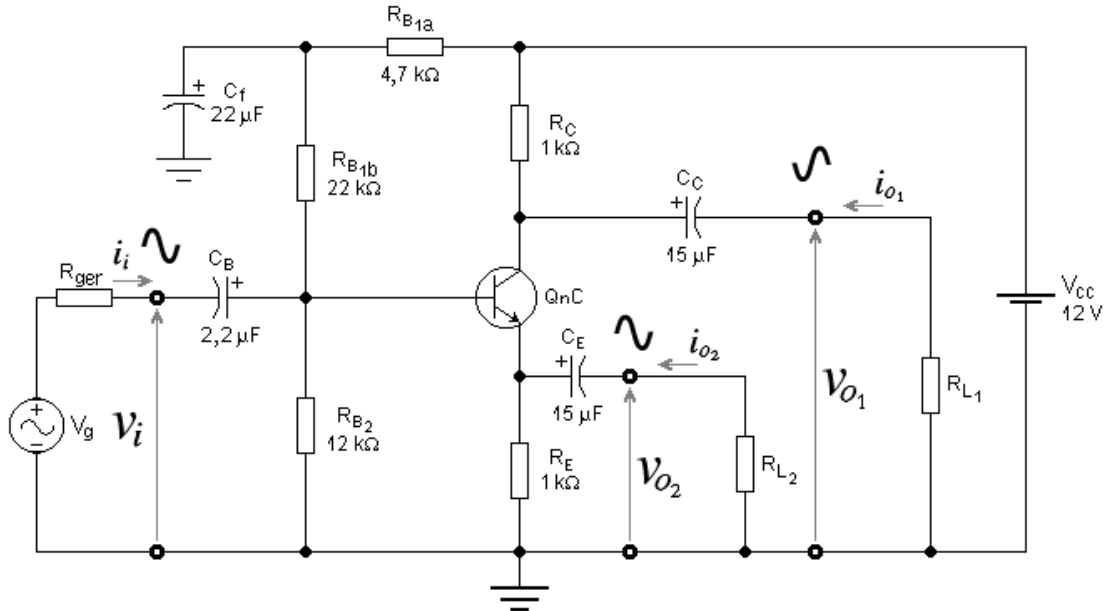 R_B1a
4,7 kΩ
+
C_f
22 µF
R_C
1 kΩ
R_B1b
22 kΩ
C_C
+
15 µF
i_o1
i_i
R_ger
C_B
+
2,2 µF
QnC
V_CC
12 V
C_E
+
15 µF
i_o2
+
−
V_g
v_i
R_B2
12 kΩ
R_E
1 kΩ
v_o2
R_L2
v_o1
R_L1